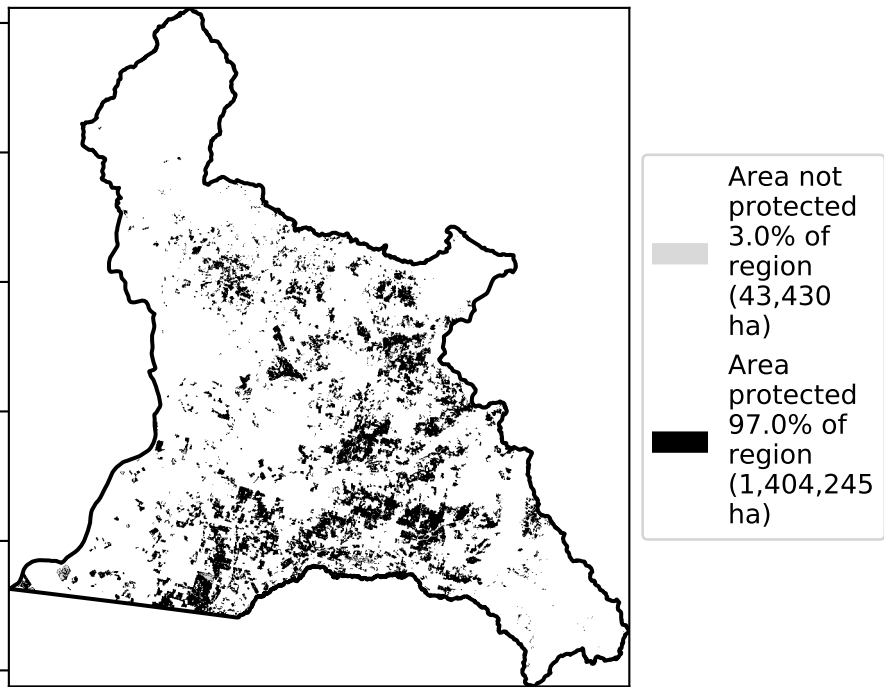 Area not
protected
3.0% of
region
(43,430
ha)
Area
protected
97.0% of
region
(1,404,245
ha)